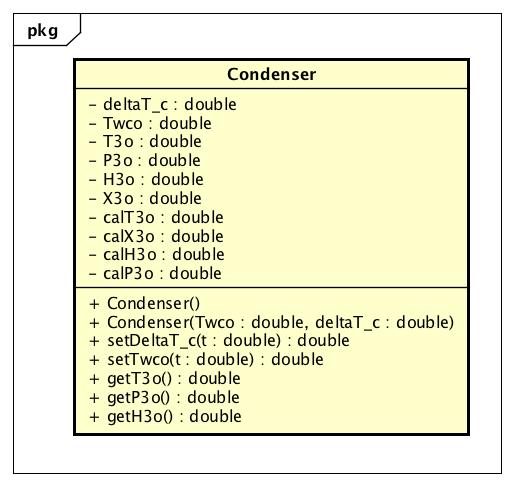 pkg
Condenser
- deltaT_c : double
- Twco : double
- T3o : double
- P3o : double
- H3o : double
- X3o : double
- calT3o : double
- calX3o : double
- calH3o : double
- calP3o : double
+ Condenser()
+ Condenser(Twco : double, deltaT_c : double)
+ setDeltaT_c(t : double) : double
+ setTwco(t : double) : double
+ getT3o() : double
+ getP3o() : double
+ getH3o() : double